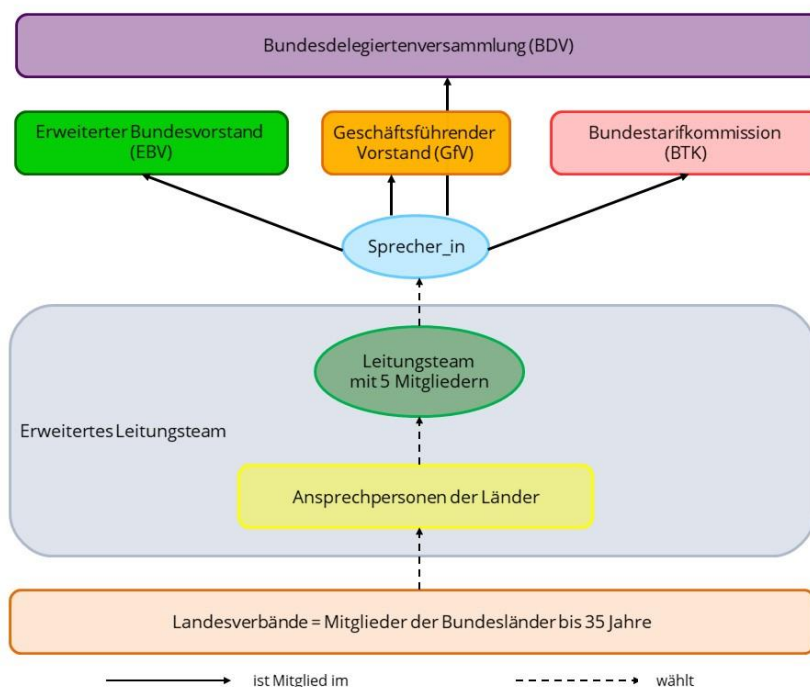 Bundesdelegiertenversammlung (BDV)
Erweiterter Bundesvorstand
(EBV)
Geschäftsführender
Vorstand (GfV)
Bundestarifkommission
(BTK)
Sprecher_in
Leitungsteam
mit 5 Mitgliedern
Erweitertes Leitungsteam
Ansprechpersonen der Länder
Landesverbände = Mitglieder der Bundesländer bis 35 Jahre
ist Mitglied im
wählt